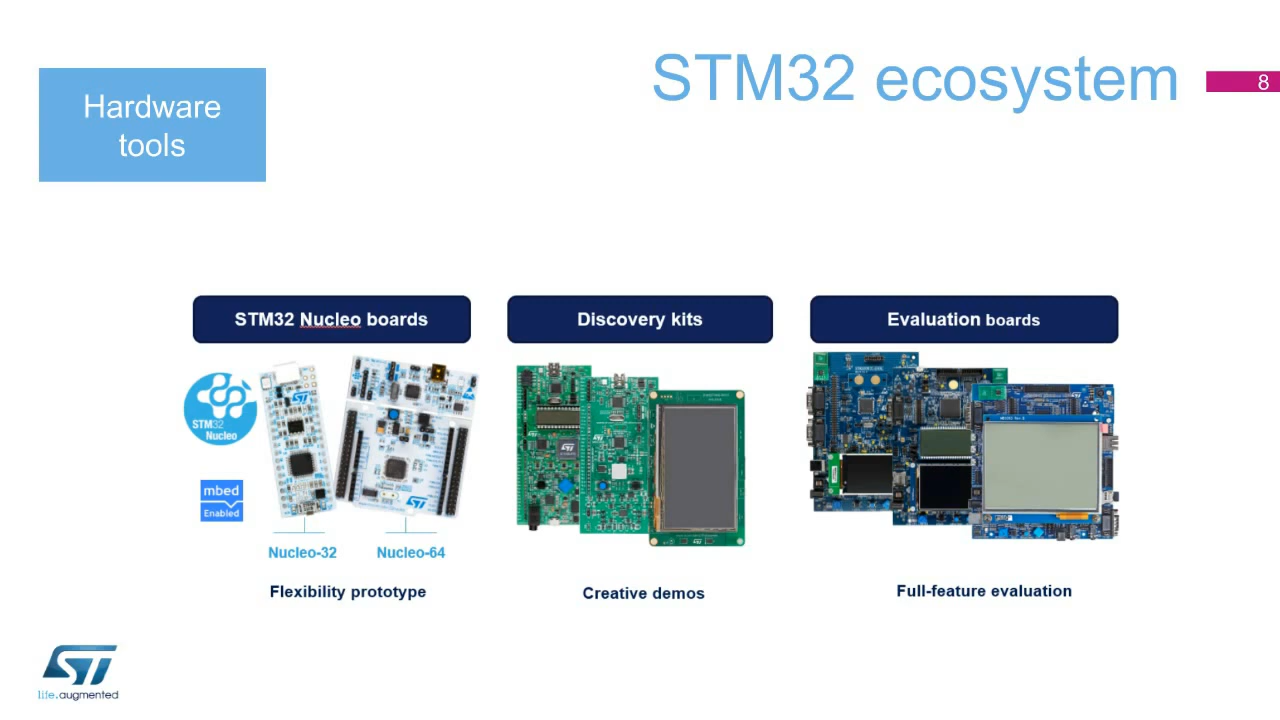 STM32 ecosystem
8
Hardware
tools
STM32 Nucleo boards
Discovery kits
Evaluation boards
STM32
Nucleo
mbed
Enabled
Nucleo-32
Nucleo-64
Flexibility prototype
Creative demos
Full-feature evaluation
ST
life.augmented